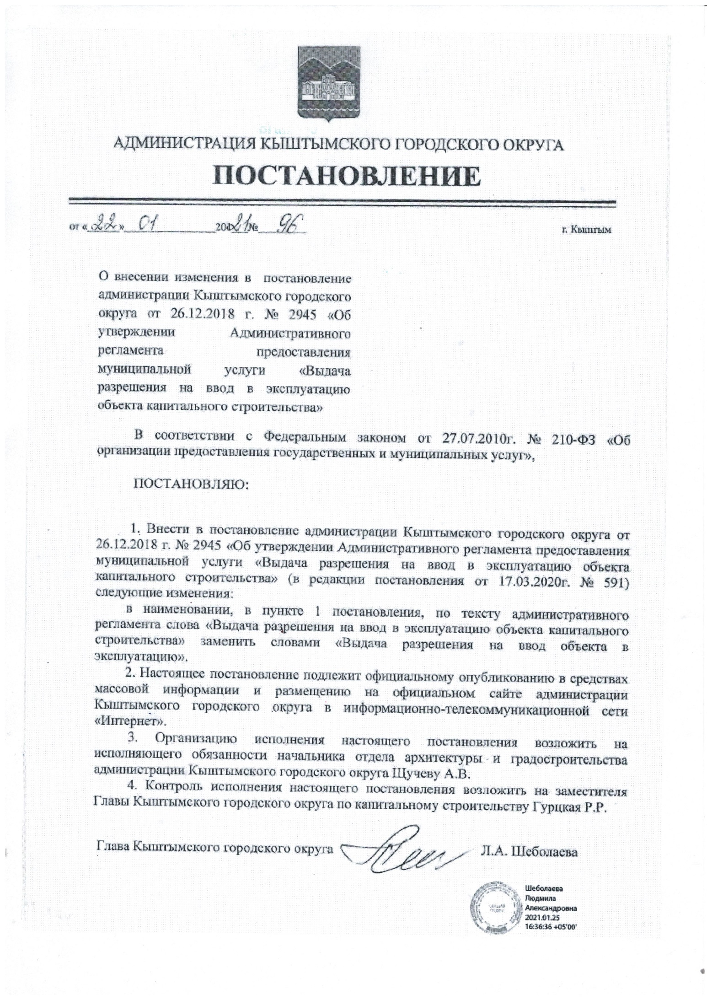 АДМИНИСТРАЦИЯ КЫШТЫМСКОГО ГОРОДСКОГО ОКРУГА
ПОСТАНОВЛЕНИЕ
от «22» 01 2021 № 96 г. Кыштым
О внесении изменения в постановление
администрации Кыштымского городского
округа от 26.12.2018 г. № 2945 «Об
утверждении Административного
регламента предоставления
муниципальной услуги «Выдача
разрешения на ввод в эксплуатацию
объекта капитального строительства»
В соответствии с Федеральным законом от 27.07.2010г. № 210-ФЗ «Об
организации предоставления государственных и муниципальных услуг»,
ПОСТАНОВЛЯЮ:
1. Внести в постановление администрации Кыштымского городского округа от
26.12.2018 г. № 2945 «Об утверждении Административного регламента предоставления
муниципальной услуги «Выдача разрешения на ввод в эксплуатацию объекта
капитального строительства» (в редакции постановления от 17.03.2020г. № 591)
следующие изменения:
в наименовании, в пункте 1 постановления, по тексту административного
регламента слова «Выдача разрешения на ввод в эксплуатацию объекта капитального
строительства» заменить словами «Выдача разрешения на ввод объекта в
эксплуатацию».
2. Настоящее постановление подлежит официальному опубликованию в средствах
массовой информации и размещению на официальном сайте администрации
Кыштымского городского округа в информационно-телекоммуникационной сети
«Интернет».
3. Организацию исполнения настоящего постановления возложить на
исполняющего обязанности начальника отдела архитектуры и градостроительства
администрации Кыштымского городского округа Щучеву А.В.
4. Контроль исполнения настоящего постановления возложить на заместителя
Главы Кыштымского городского округа по капитальному строительству Гурцкая Р.Р.
Глава Кыштымского городского округа Л.А. Шеболаева
Шеболаева
Людмила
Александровна
2021.01.25
16:36:36 +05'00'